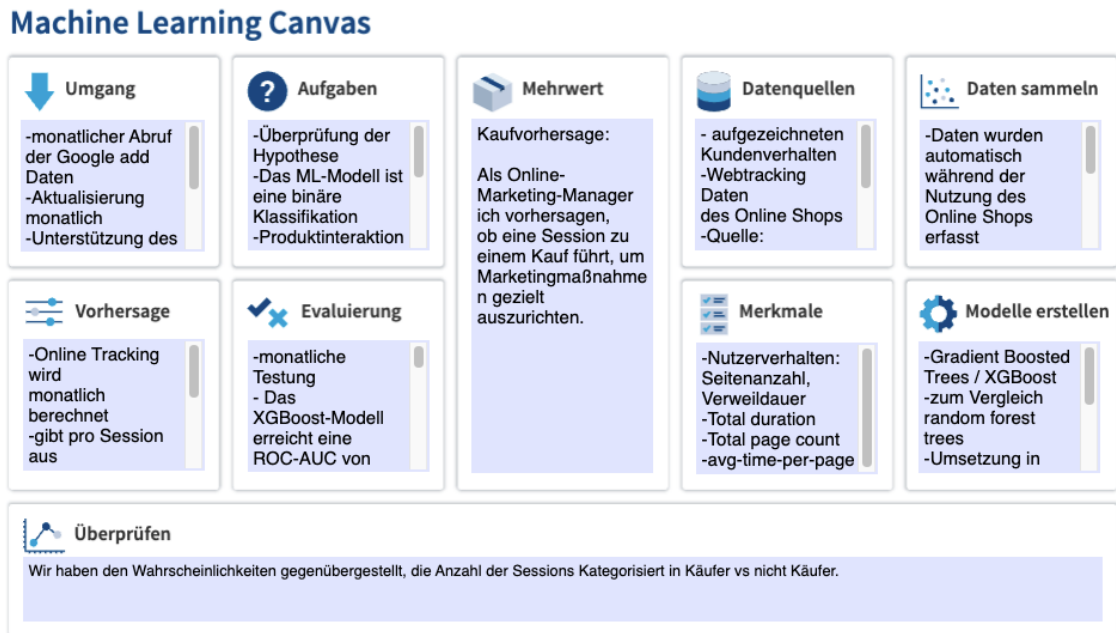 Machine Learning Canvas
Umgang
-monatlicher Abruf
der Google add
Daten
-Aktualisierung
monatlich
-Unterstützung des
Aufgaben
-Überprüfung der
Hypothese
-Das ML-Modell ist
eine binäre
Klassifikation
-Produktinteraktion
Mehrwert
Kaufvorhersage:
Als Online-
Marketing-Manager
ich vorhersagen,
ob eine Session zu
einem Kauf führt, um
Marketingmaßnahme
n gezielt
auszurichten.
Datenquellen
- aufgezeichneten
Kundenverhalten
-Webtracking
Daten
des Online Shops
-Quelle:
Daten sammeln
-Daten wurden
automatisch
während der
Nutzung des
Online Shops
erfasst
Vorhersage
-Online Tracking
wird
monatlich
berechnet
-gibt pro Session
aus
Evaluierung
-monatliche
Testung
- Das
XGBoost-Modell
erreicht eine
ROC-AUC von
Merkmale
-Nutzerverhalten:
Seitenanzahl,
Verweildauer
-Total duration
-Total page count
-avg-time-per-page
Modelle erstellen
-Gradient Boosted
Trees / XGBoost
-zum Vergleich
random forest
trees
-Umsetzung in
Überprüfen
Wir haben den Wahrscheinlichkeiten gegenübergestellt, die Anzahl der Sessions Kategorisiert in Käufer vs nicht Käufer.